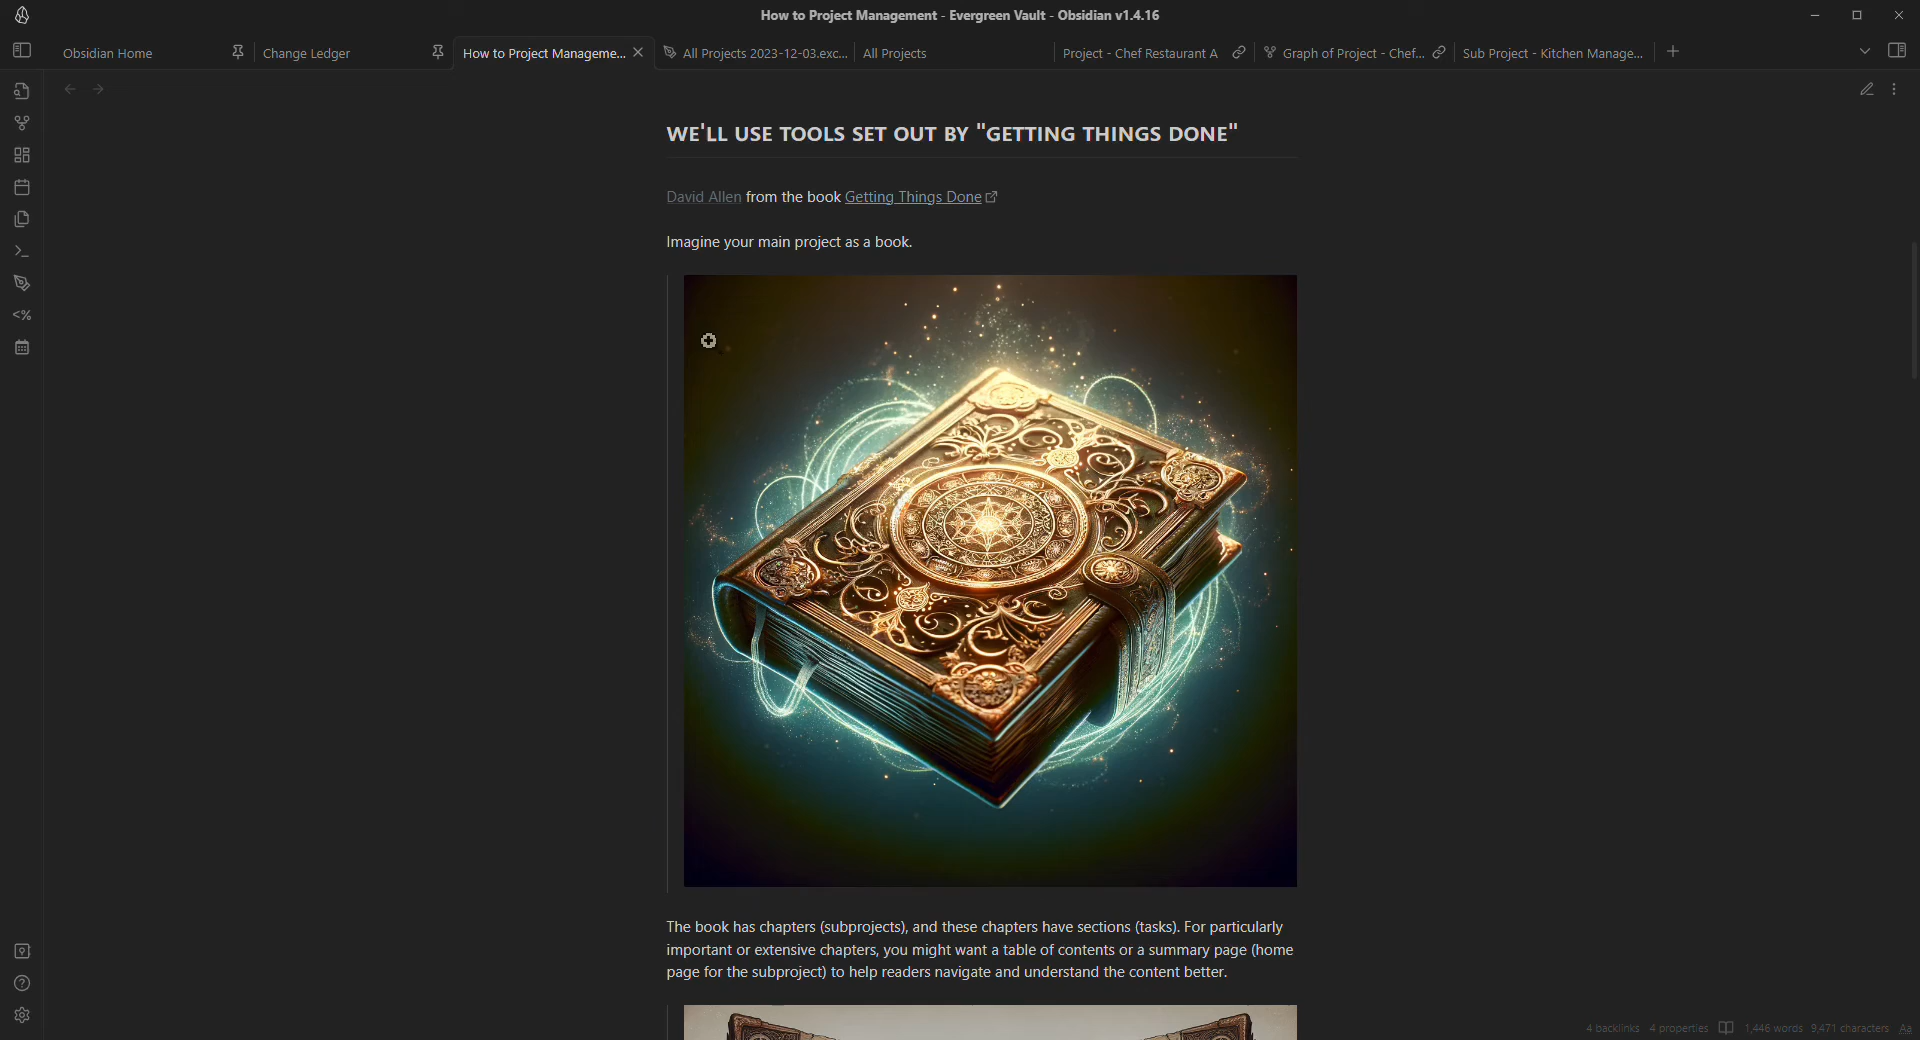 How to Project Management - Evergreen Vault - Obsidian v1.4.16
Obsidian Home
Change Ledger
How to Project Manageme...
All Projects 2023-12-03.exc...
All Projects
Project - Chef Restaurant A
Graph of Project - Chef...
Sub Project - Kitchen Manage...
WE'LL USE TOOLS SET OUT BY "GETTING THINGS DONE"
David Allen from the book Getting Things Done
Imagine your main project as a book.
<%
The book has chapters (subprojects), and these chapters have sections (tasks). For particularly
important or extensive chapters, you might want a table of contents or a summary page (home
page for the subproject) to help readers navigate and understand the content better.
4 backlinks 4 properties 1,446 words 9,471 characters Aa